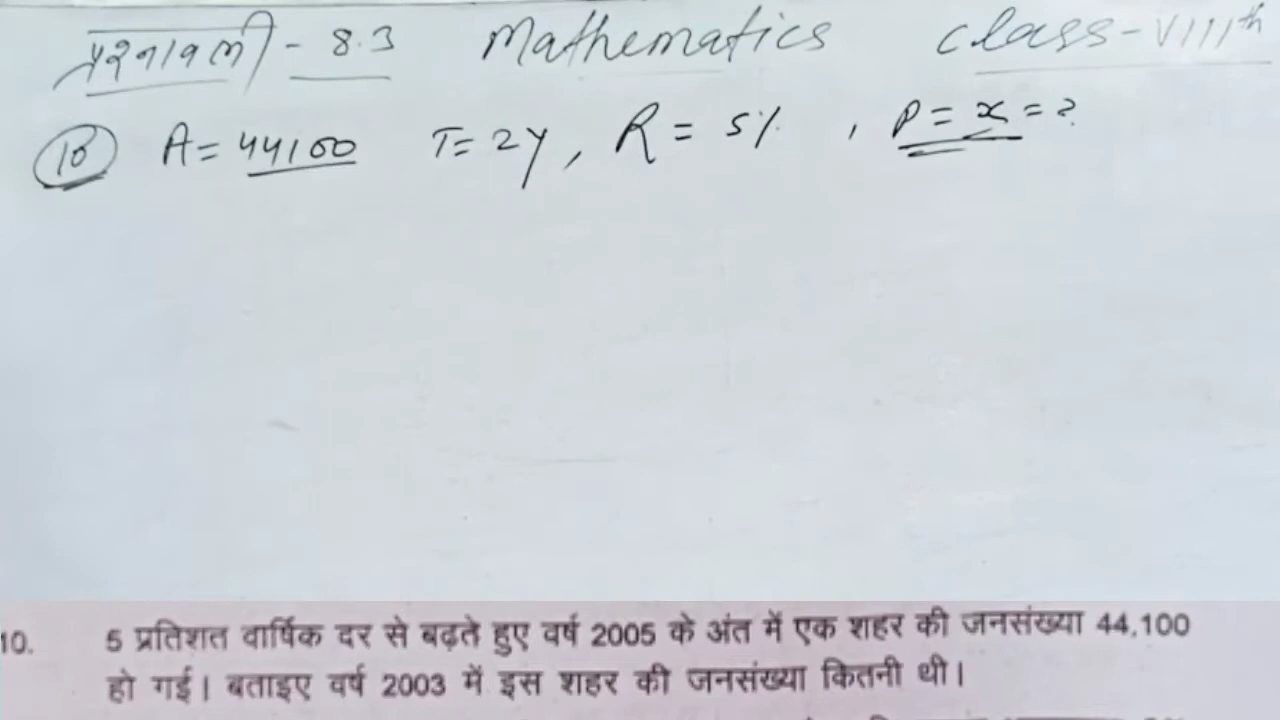 प्रश्नावली - 8.3 Mathematics Class-VIIIth
10 A = 44100 T = 2y, R = 5%, P = x = ?
10. 5 प्रतिशत वार्षिक दर से बढ़ते हुए वर्ष 2005 के अंत में एक शहर की जनसंख्या 44,100
हो गई। बताइए वर्ष 2003 में इस शहर की जनसंख्या कितनी थी।